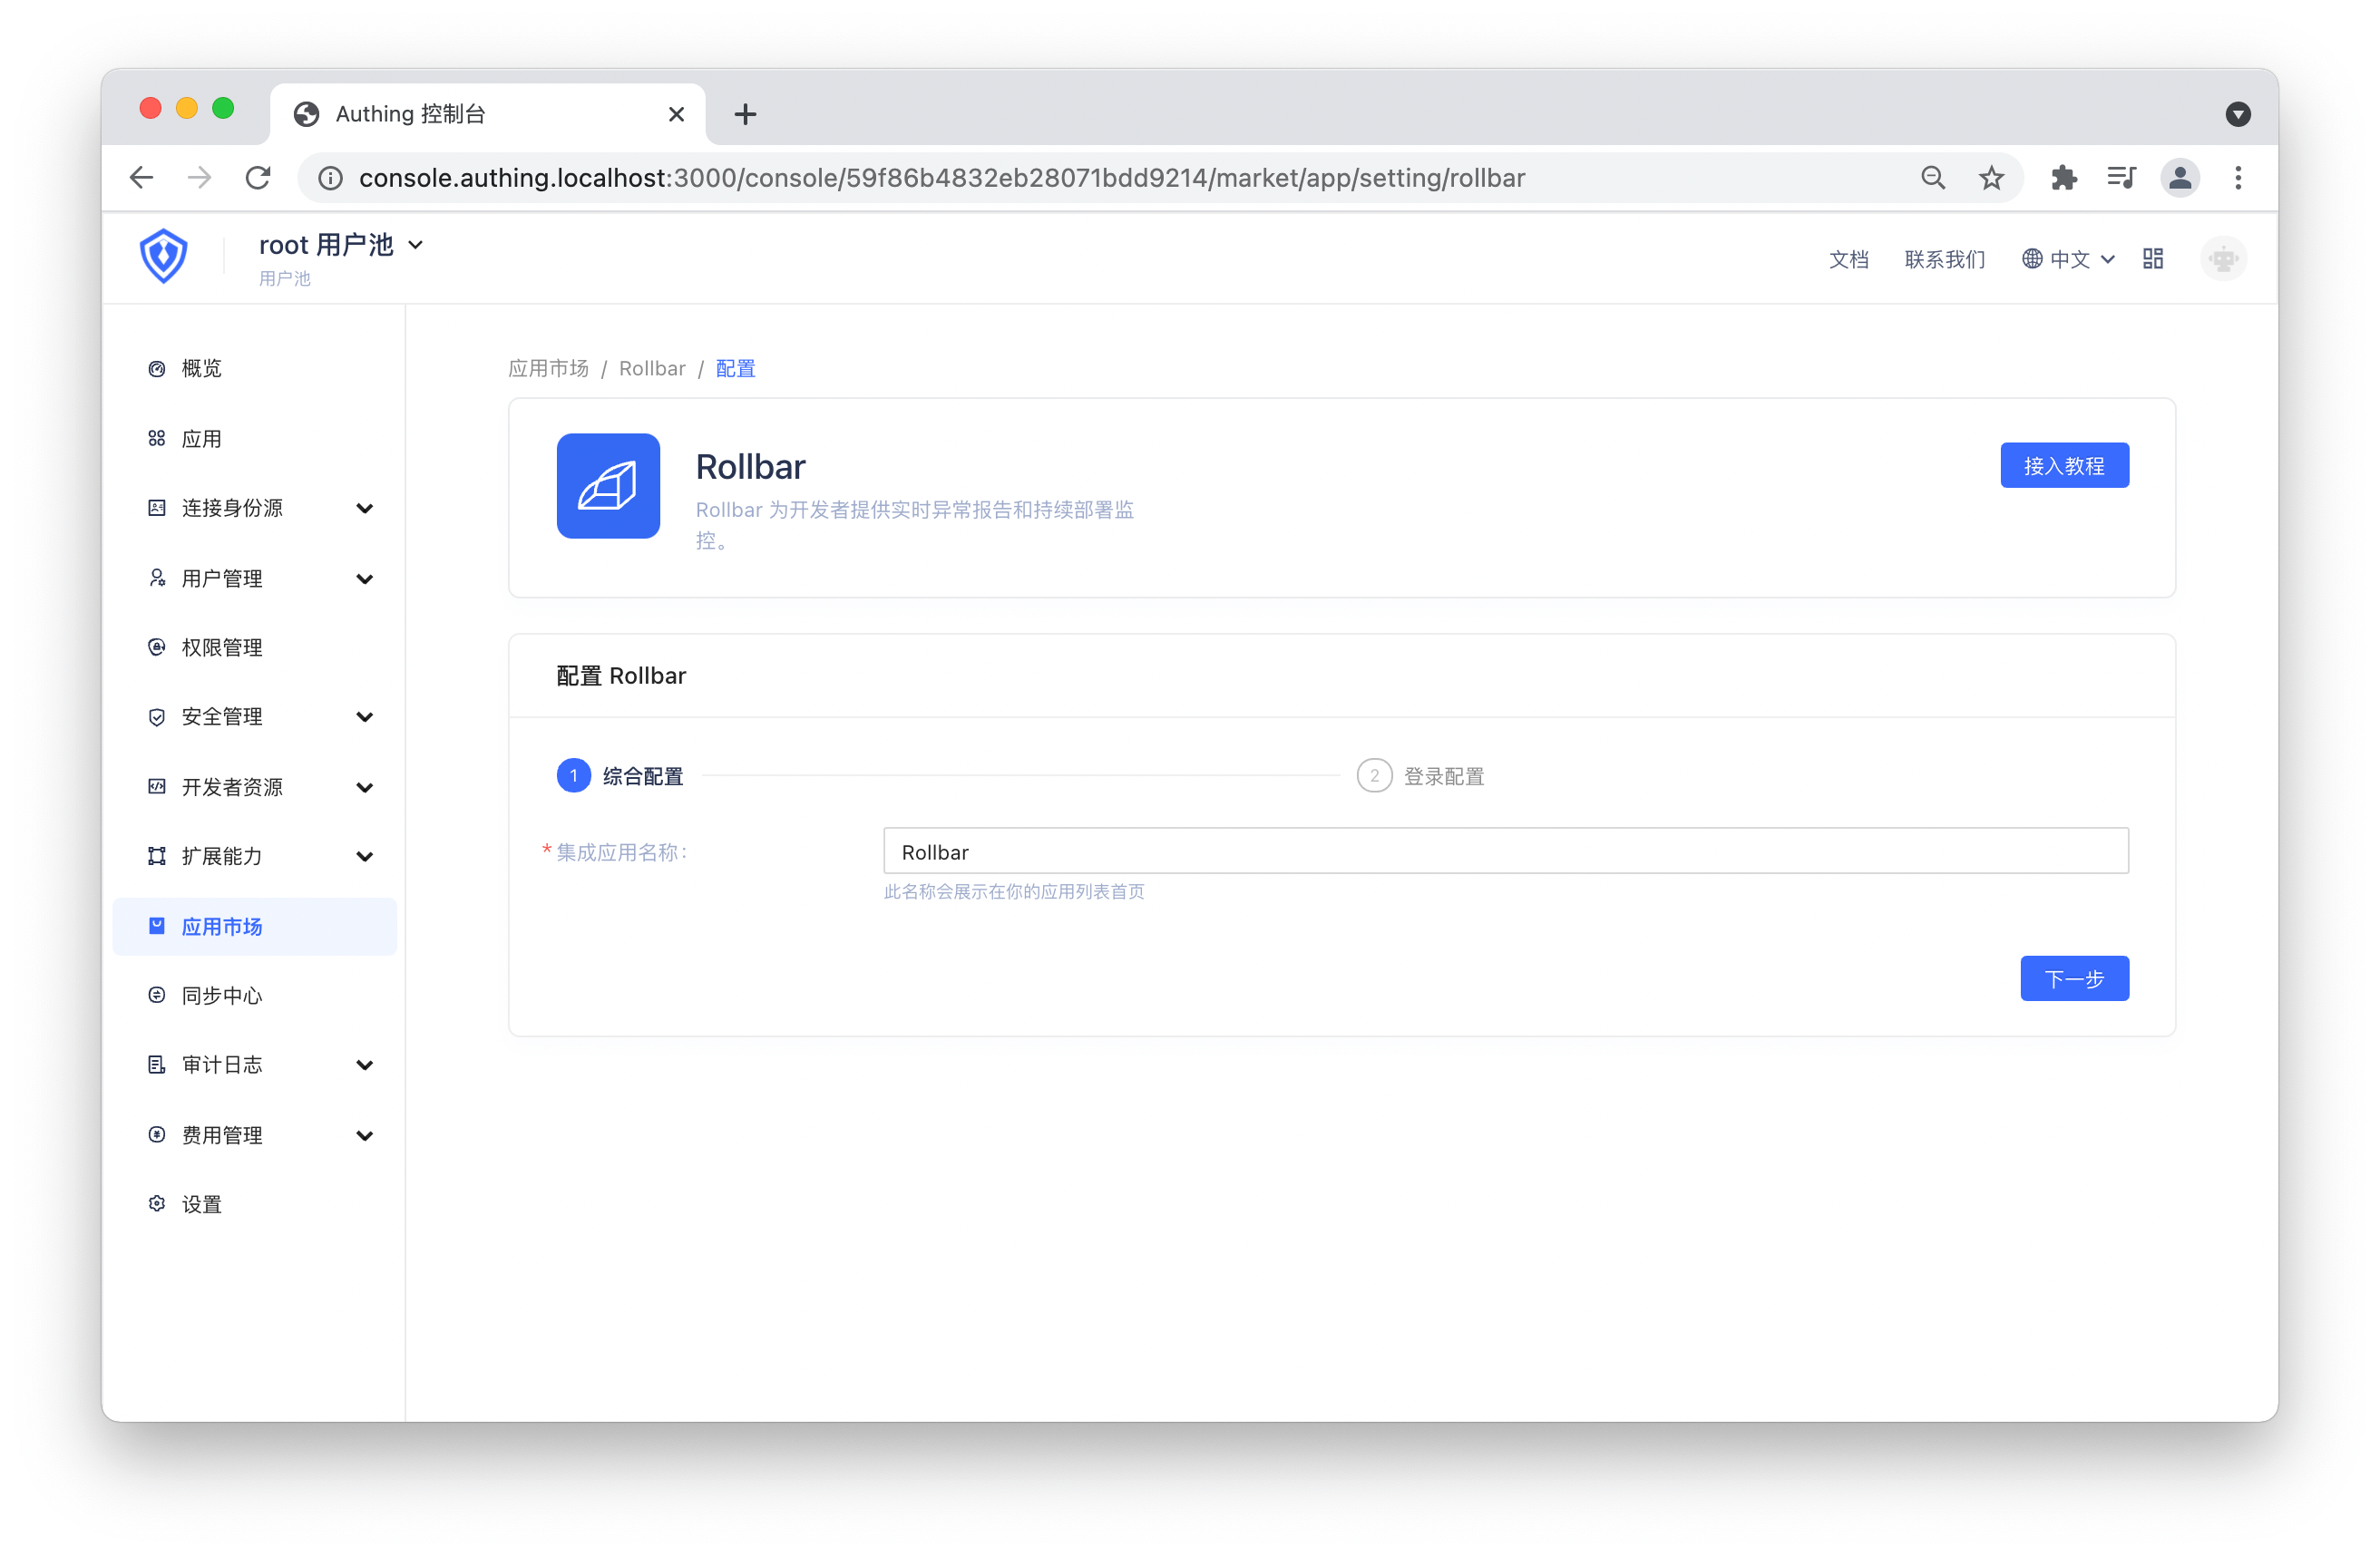 Authing 控制台
console.authing.localhost:3000/console/59f86b4832eb28071bdd9214/market/app/setting/rollbar
root 用户池
用户池
文档 联系我们 中文
概览
应用
连接身份源
用户管理
权限管理
安全管理
开发者资源
扩展能力
应用市场
同步中心
审计日志
费用管理
设置
应用市场 / Rollbar / 配置
Rollbar
接入教程
Rollbar 为开发者提供实时异常报告和持续部署监
控。
配置 Rollbar
1 综合配置
2 登录配置
* 集成应用名称:
Rollbar
此名称会展示在你的应用列表首页
下一步